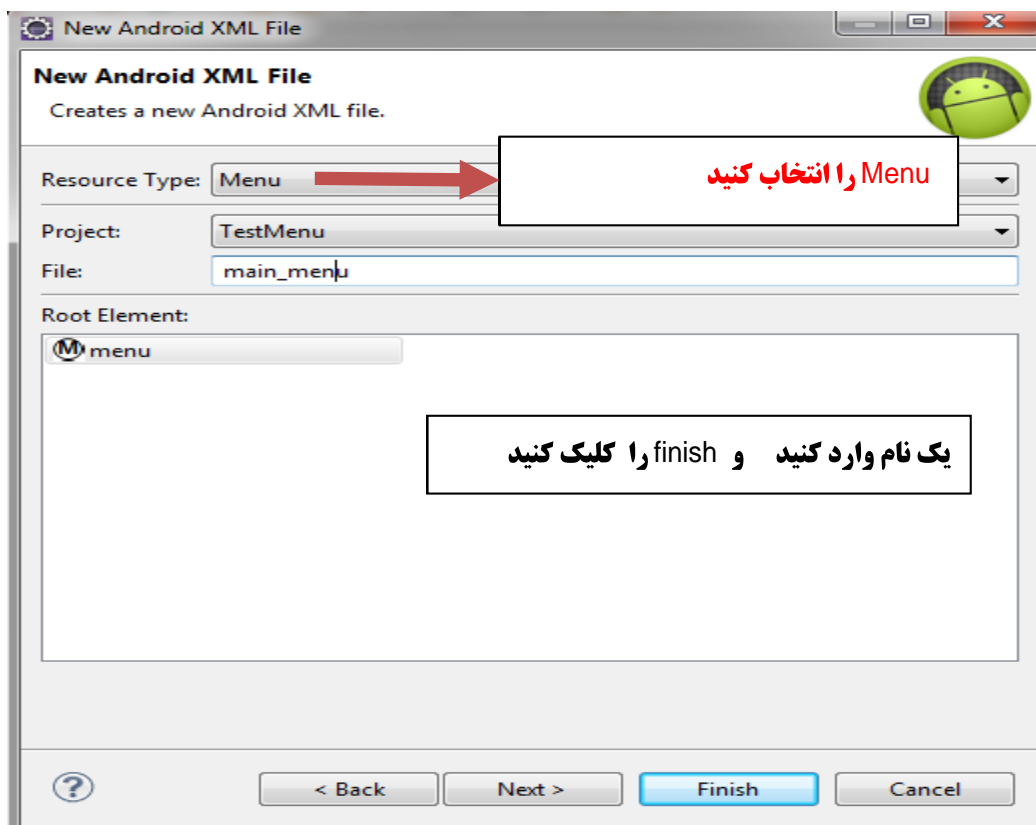 New Android XML File
New Android XML File
Creates a new Android XML file.
Resource Type: Menu
Menu را انتخاب کنید
Project: TestMenu
File: main_menu
Root Element:
M menu
یک نام وارد کنید و finish را کلیک کنید
? < Back Next > Finish Cancel